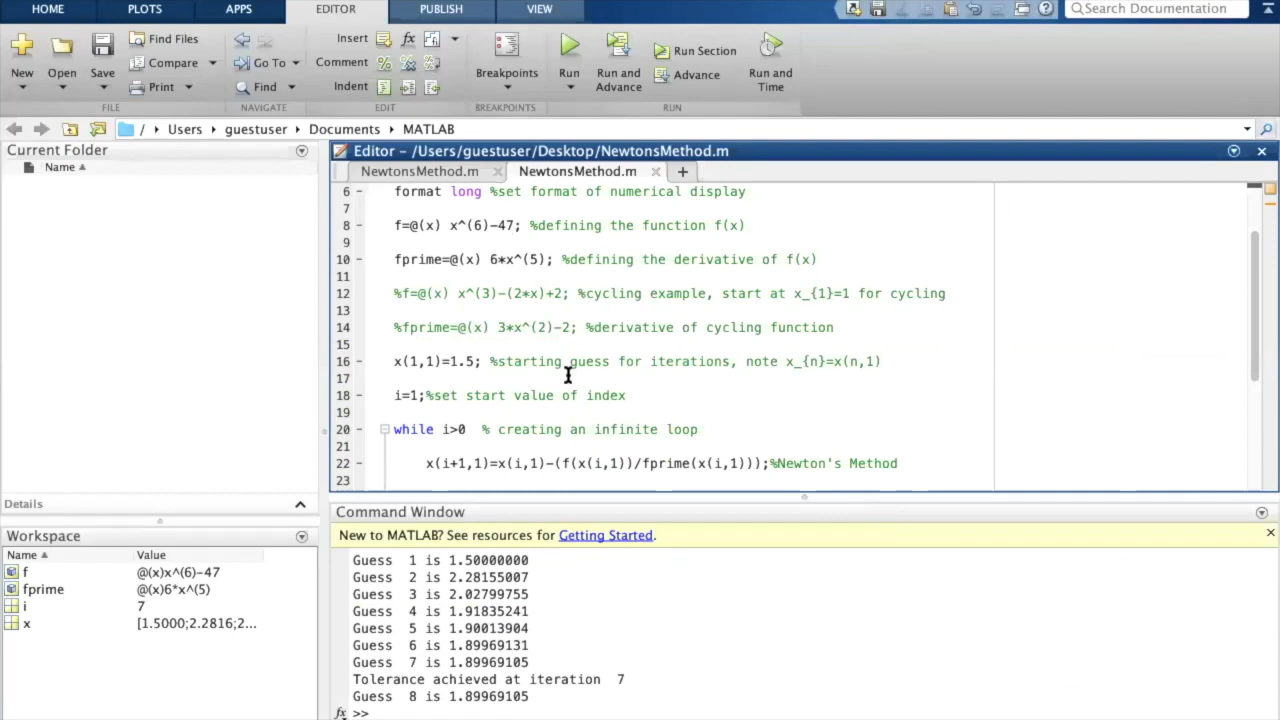 HOME PLOTS APPS EDITOR PUBLISH VIEW Search Documentation
New Open Save Find Files Compare Print
Go To Find
Insert fx
Comment
Indent
Breakpoints Run Run and Advance Run Section Advance Run and Time
FILE NAVIGATE EDIT BREAKPOINTS RUN
/ Users guestuser Documents MATLAB
Current Folder
Name
Details
Workspace
Name Value
f @(x)x^(6)-47
fprime @(x)6*x^(5)
i 7
x [1.5000;2.2816;2...
Editor - /Users/guestuser/Desktop/NewtonsMethod.m
NewtonsMethod.m NewtonsMethod.m
6 - format long %set format of numerical display
7
8 - f=@(x) x^(6)-47; %defining the function f(x)
9
10 - fprime=@(x) 6*x^(5); %defining the derivative of f(x)
11
12 - %f=@(x) x^(3)-(2*x)+2; %cycling example, start at x_{1}=1 for cycling
13
14 - %fprime=@(x) 3*x^(2)-2; %derivative of cycling function
15
16 - x(1,1)=1.5; %starting guess for iterations, note x_{n}=x(n,1)
17
18 - i=1;%set start value of index
19
20 - while i>0 % creating an infinite loop
21
22 - x(i+1,1)=x(i,1)-(f(x(i,1))/fprime(x(i,1)));%Newton's Method
23
Command Window
New to MATLAB? See resources for Getting Started.
Guess 1 is 1.50000000
Guess 2 is 2.28155007
Guess 3 is 2.02799755
Guess 4 is 1.91835241
Guess 5 is 1.90013904
Guess 6 is 1.89969131
Guess 7 is 1.89969105
Tolerance achieved at iteration 7
Guess 8 is 1.89969105
fx >>